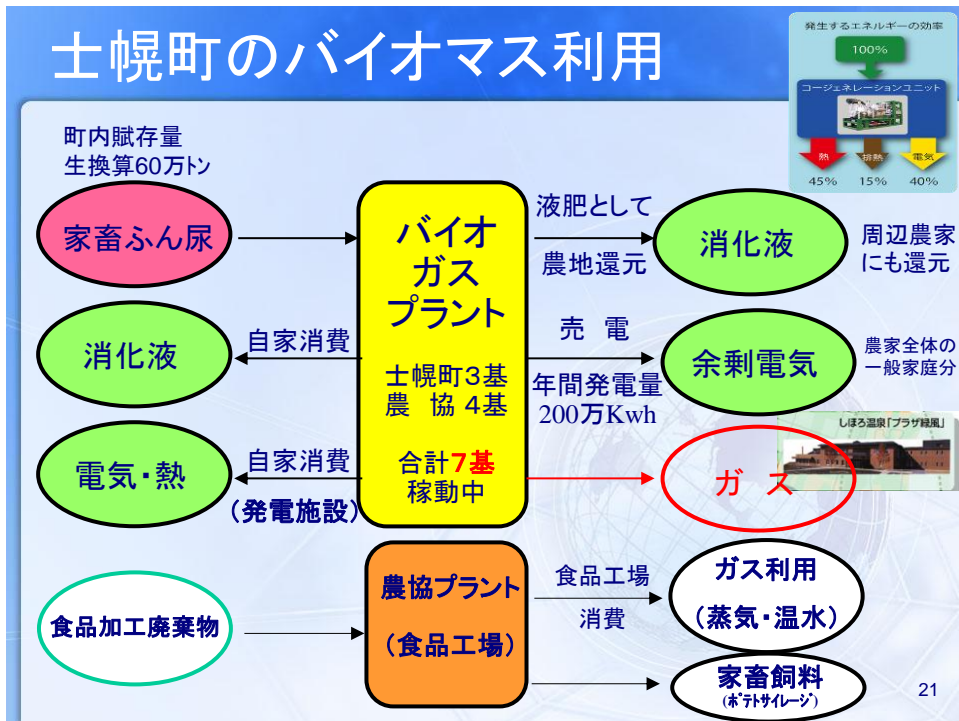 士幌町のバイオマス利用
発生するエネルギーの効率
100%
コージェネレーションユニット
熱
排熱
電気
45%
15%
40%
町内賦存量
生換算60万トン
家畜ふん尿
バイオ
ガス
プラント
士幌町3基
農　協 4基
合計7基
稼動中
液肥として
農地還元
消化液
周辺農家
にも還元
消化液
自家消費
売　電
年間発電量
200万Kwh
余剰電気
農家全体の
一般家庭分
電気・熱
自家消費
（発電施設）
ガ　ス
しほろ温泉「プラザ緑風」
食品加工廃棄物
農協プラント
（食品工場）
食品工場
消費
ガス利用
（蒸気・温水）
家畜飼料
(ﾎﾟﾃﾄサイレージ)
21